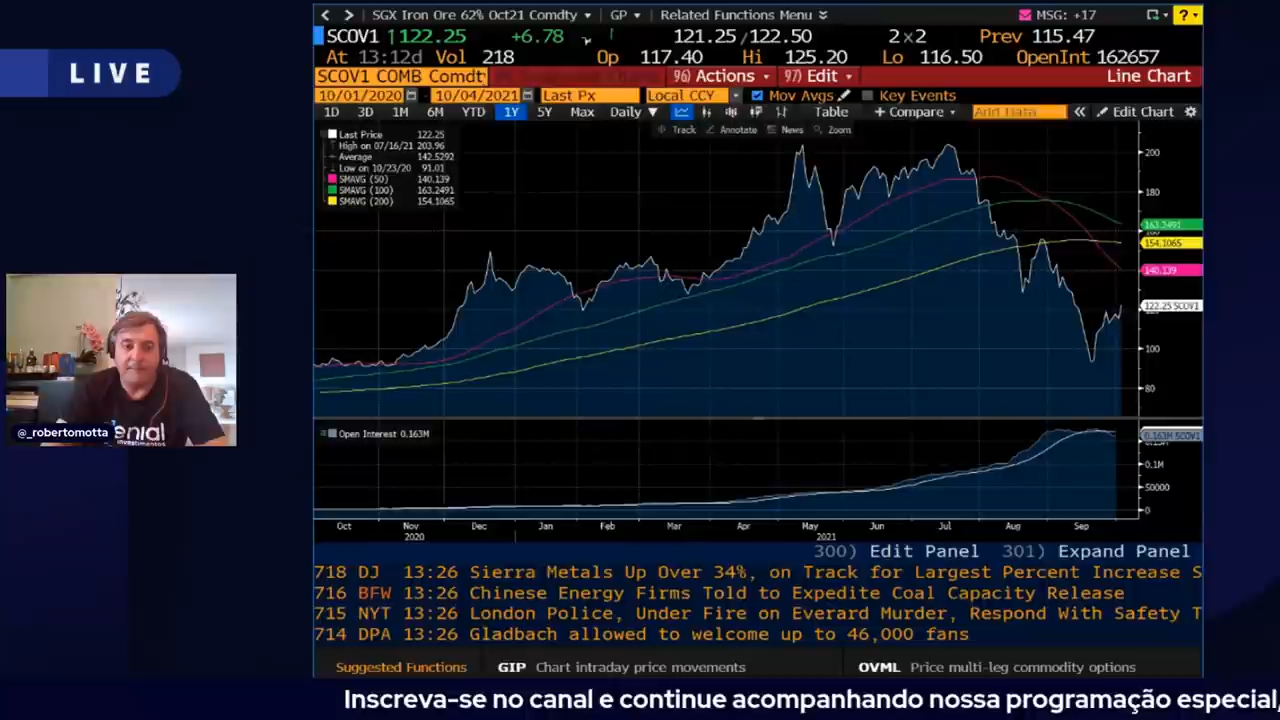 LIVE
@_robertomotta
enial
investimentos
SGX Iron Ore 62% Oct21 Comdty
GP
Related Functions Menu
MSG: +17
?
SCOV1 122.25 +6.78 121.25/122.50 2×2 Prev 115.47
At 13:12d Vol 218 Op 117.40 Hi 125.20 Lo 116.50 OpenInt 162657
SCOV1 COMB Comdt 96) Actions 97) Edit Line Chart
10/01/2020 - 10/04/2021 Last Px Local CCY Mov Avgs Key Events
1D 3D 1M 6M YTD 1Y 5Y Max Daily Table + Compare Add Data Edit Chart
Track Annotate News Zoom
Last Price 122.25
High on 07/16/21 203.96
Average 142.5292
Low on 10/23/20 91.01
SMAVG (50) 140.139
SMAVG (100) 163.2491
SMAVG (200) 154.1065
200
180
163.2491
154.1065
140.139
122.25 SCOV1
100
80
Open Interest 0.163M
0.163M SCOV1
0.1M
50000
0
Oct Nov Dec Jan Feb Mar Apr May Jun Jul Aug Sep
2020 2021
300) Edit Panel 301) Expand Panel
718 DJ 13:26 Sierra Metals Up Over 34%, on Track for Largest Percent Increase S
716 BFW 13:26 Chinese Energy Firms Told to Expedite Coal Capacity Release
715 NYT 13:26 London Police, Under Fire on Everard Murder, Respond With Safety T
714 DPA 13:26 Gladbach allowed to welcome up to 46,000 fans
Suggested Functions GIP Chart intraday price movements OVML Price multi-leg commodity options
Inscreva-se no canal e continue acompanhando nossa programação especial,